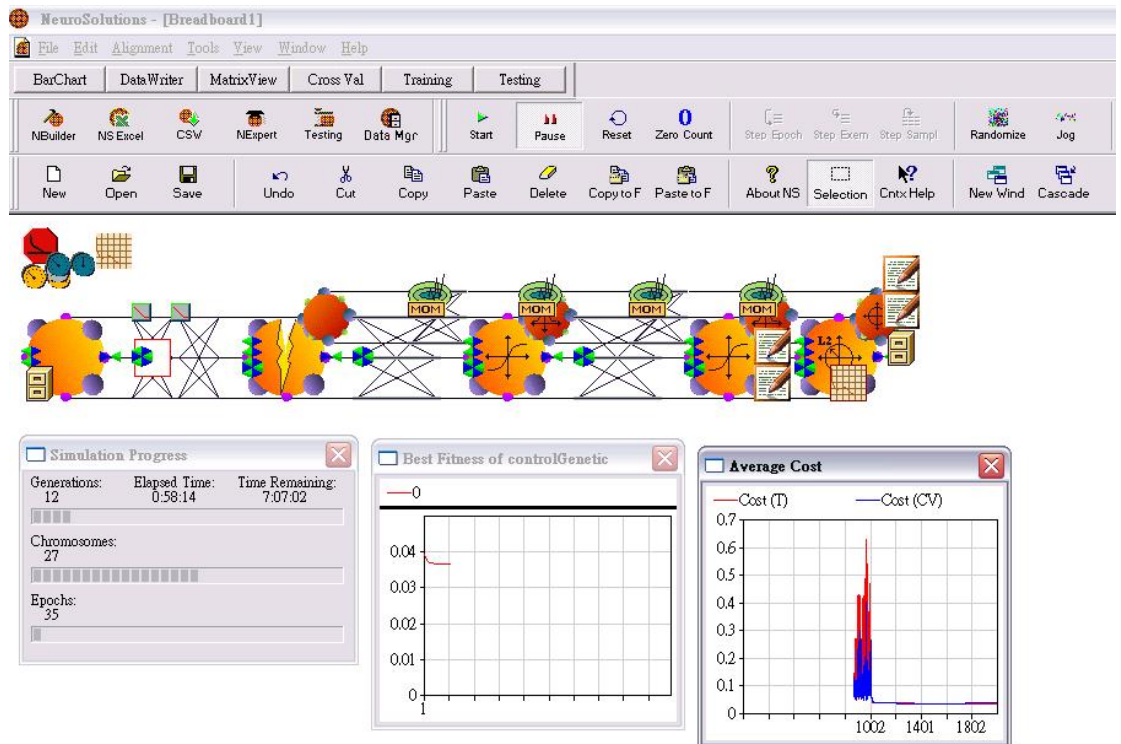 NeuroSolutions - [Breadboard1]
File Edit Alignment Tools View Window Help
BarChart DataWriter MatrixView Cross Val Training Testing
NBuilder NS Excel CSW NExpert Testing Data Mgr Start Pause Reset Zero Count Step Epoch Step Exem Step Sampl Randomize Jog
New Open Save Undo Cut Copy Paste Delete Copy to F Paste to F About NS Selection Cntx Help New Wind Cascade
MOM MOM MOM MOM
L2
Simulation Progress
Generations: Elapsed Time: Time Remaining:
12 0:58:14 7:07:02
Chromosomes:
27
Epochs:
35
Best Fitness of controlGenetic
0
0.04
0.03
0.02
0.01
0
1
Average Cost
Cost (T) Cost (CV)
0.7
0.6
0.5
0.4
0.3
0.2
0.1
0
1002 1401 1802